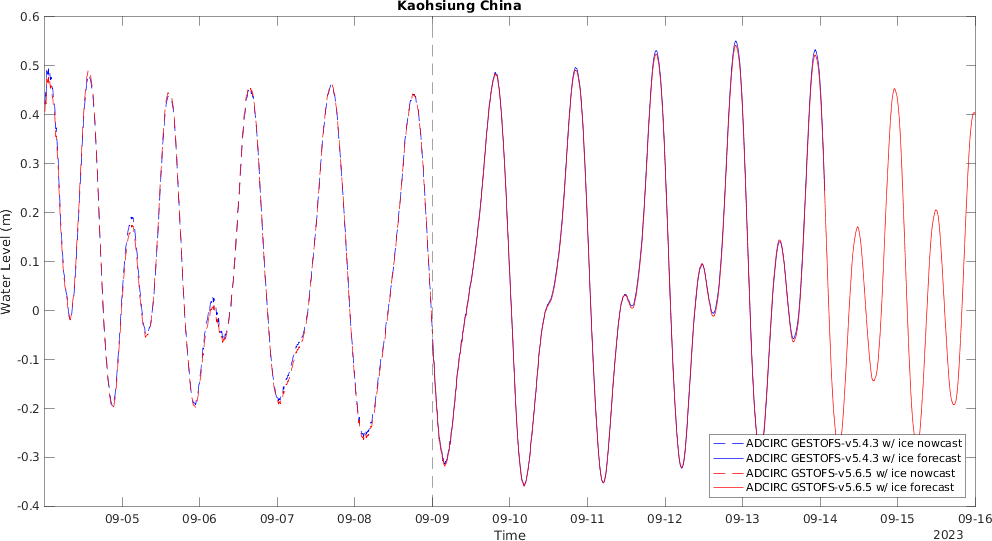 Kaohsiung China
0.6
0.5
0.4
0.3
0.2
0.1
0
-0.1
-0.2
-0.3
-0.4
Water Level (m)
ADCIRC GESTOFS-v5.4.3 w/ ice nowcast
ADCIRC GESTOFS-v5.4.3 w/ ice forecast
ADCIRC GSTOFS-v5.6.5 w/ ice nowcast
ADCIRC GSTOFS-v5.6.5 w/ ice forecast
09-05 09-06 09-07 09-08 09-09 09-10 09-11 09-12 09-13 09-14 09-15 09-16
Time
2023